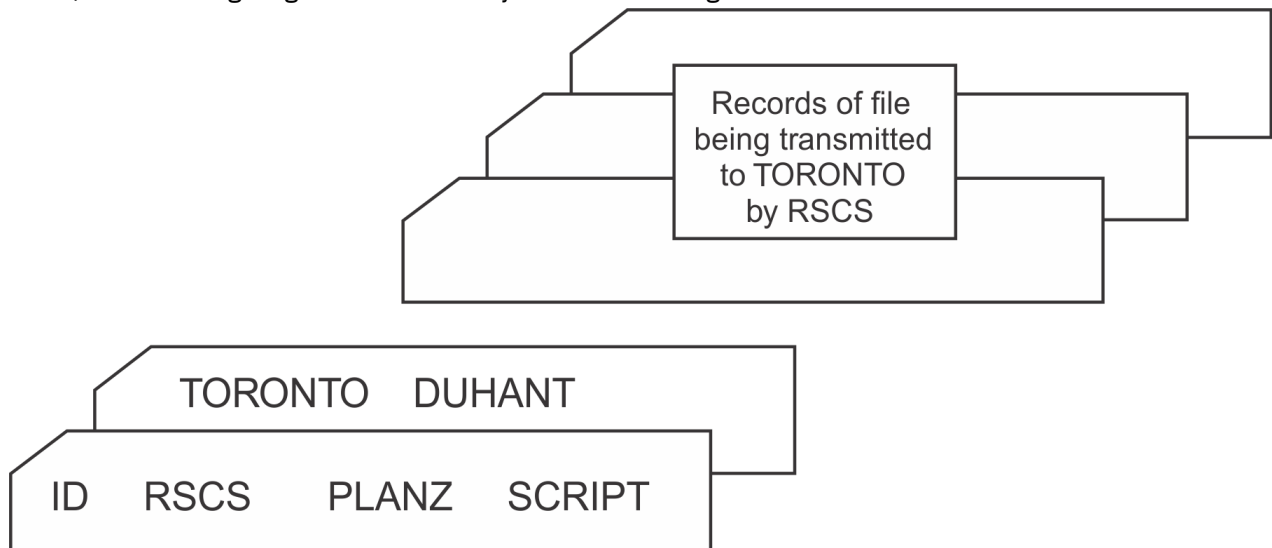 Records of file
being transmitted
to TORONTO
by RSCS
TORONTO DUHANT
ID RSCS PLANZ SCRIPT